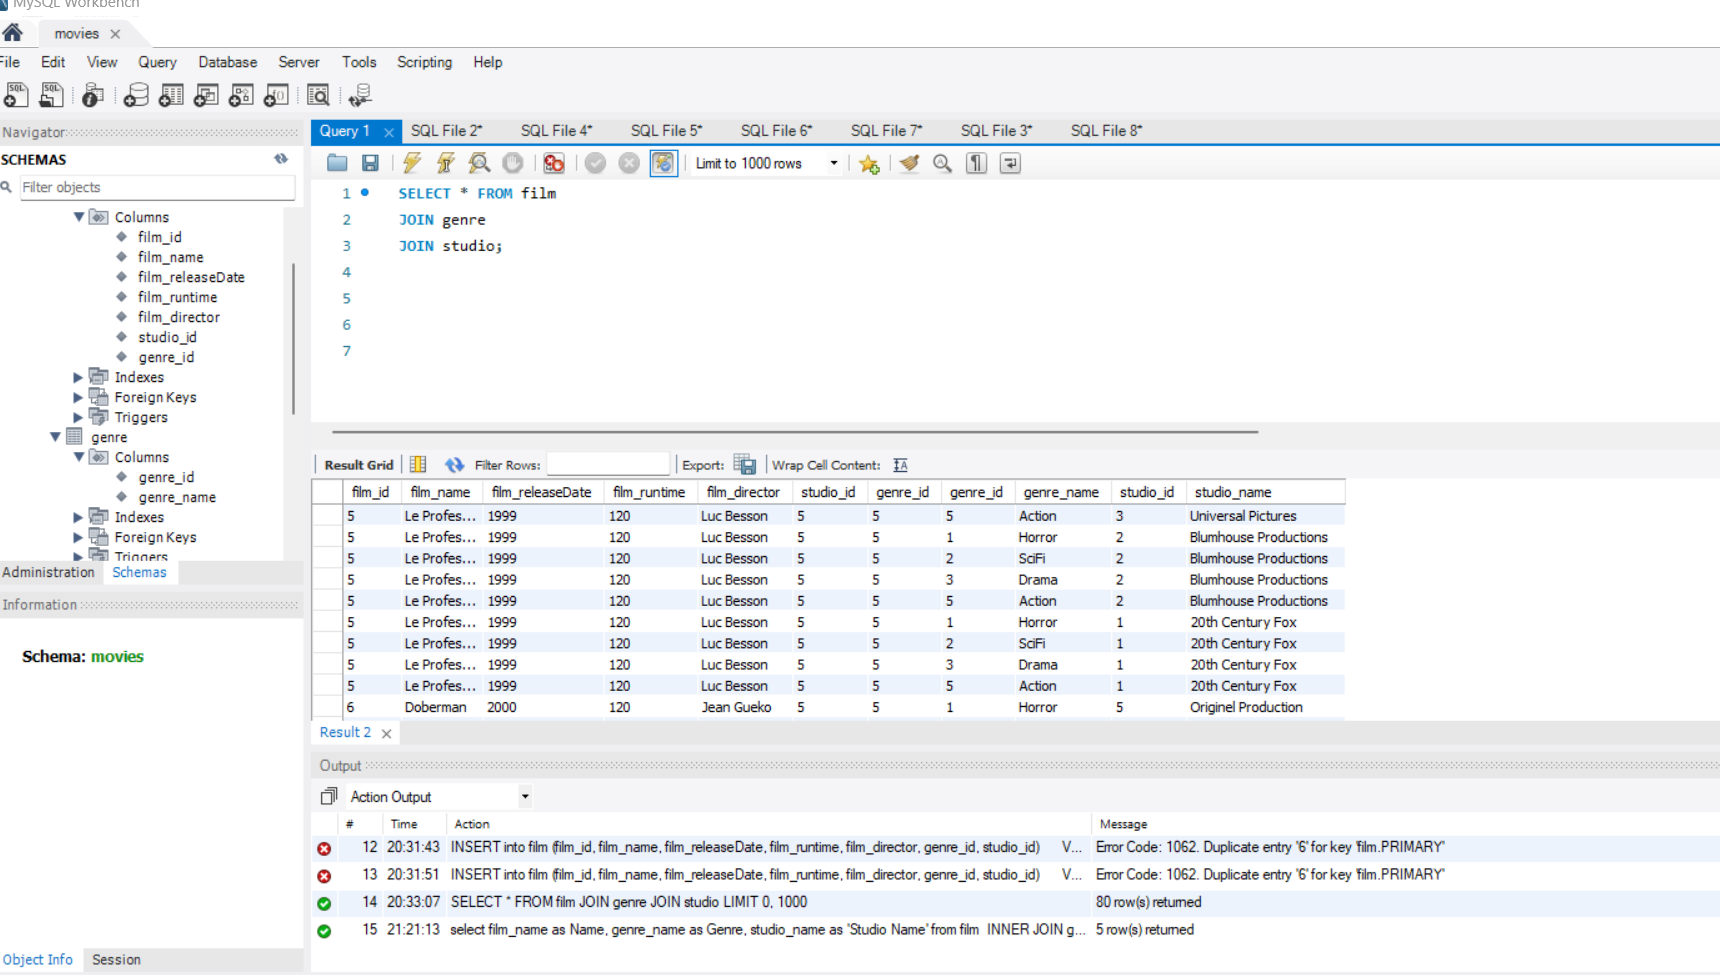 MySQL Workbench
movies
File Edit View Query Database Server Tools Scripting Help
Navigator
SCHEMAS
Filter objects
Columns
film_id
film_name
film_releaseDate
film_runtime
film_director
studio_id
genre_id
Indexes
Foreign Keys
Triggers
genre
Columns
genre_id
genre_name
Indexes
Foreign Keys
Triggers
Administration Schemas
Information
Schema: movies
Object Info Session
Query 1 SQL File 2* SQL File 4* SQL File 5* SQL File 6* SQL File 7* SQL File 3* SQL File 8*
Limit to 1000 rows
1 SELECT * FROM film
2 JOIN genre
3 JOIN studio;
4
5
6
7
Result Grid Filter Rows: Export: Wrap Cell Content:
film_id film_name film_releaseDate film_runtime film_director studio_id genre_id genre_id genre_name studio_id studio_name
5 Le Profes... 1999 120 Luc Besson 5 5 5 Action 3 Universal Pictures
5 Le Profes... 1999 120 Luc Besson 5 5 1 Horror 2 Blumhouse Productions
5 Le Profes... 1999 120 Luc Besson 5 5 2 SciFi 2 Blumhouse Productions
5 Le Profes... 1999 120 Luc Besson 5 5 3 Drama 2 Blumhouse Productions
5 Le Profes... 1999 120 Luc Besson 5 5 5 Action 2 Blumhouse Productions
5 Le Profes... 1999 120 Luc Besson 5 5 1 Horror 1 20th Century Fox
5 Le Profes... 1999 120 Luc Besson 5 5 2 SciFi 1 20th Century Fox
5 Le Profes... 1999 120 Luc Besson 5 5 3 Drama 1 20th Century Fox
5 Le Profes... 1999 120 Luc Besson 5 5 5 Action 1 20th Century Fox
6 Doberman 2000 120 Jean Gueko 5 5 1 Horror 5 Originel Production
Result 2
Output
Action Output
# Time Action Message
12 20:31:43 INSERT into film (film_id, film_name, film_releaseDate, film_runtime, film_director, genre_id, studio_id) V... Error Code: 1062. Duplicate entry '6' for key 'film.PRIMARY'
13 20:31:51 INSERT into film (film_id, film_name, film_releaseDate, film_runtime, film_director, genre_id, studio_id) V... Error Code: 1062. Duplicate entry '6' for key 'film.PRIMARY'
14 20:33:07 SELECT * FROM film JOIN genre JOIN studio LIMIT 0, 1000 80 row(s) returned
15 21:21:13 select film_name as Name, genre_name as Genre, studio_name as 'Studio Name' from film INNER JOIN g... 5 row(s) returned